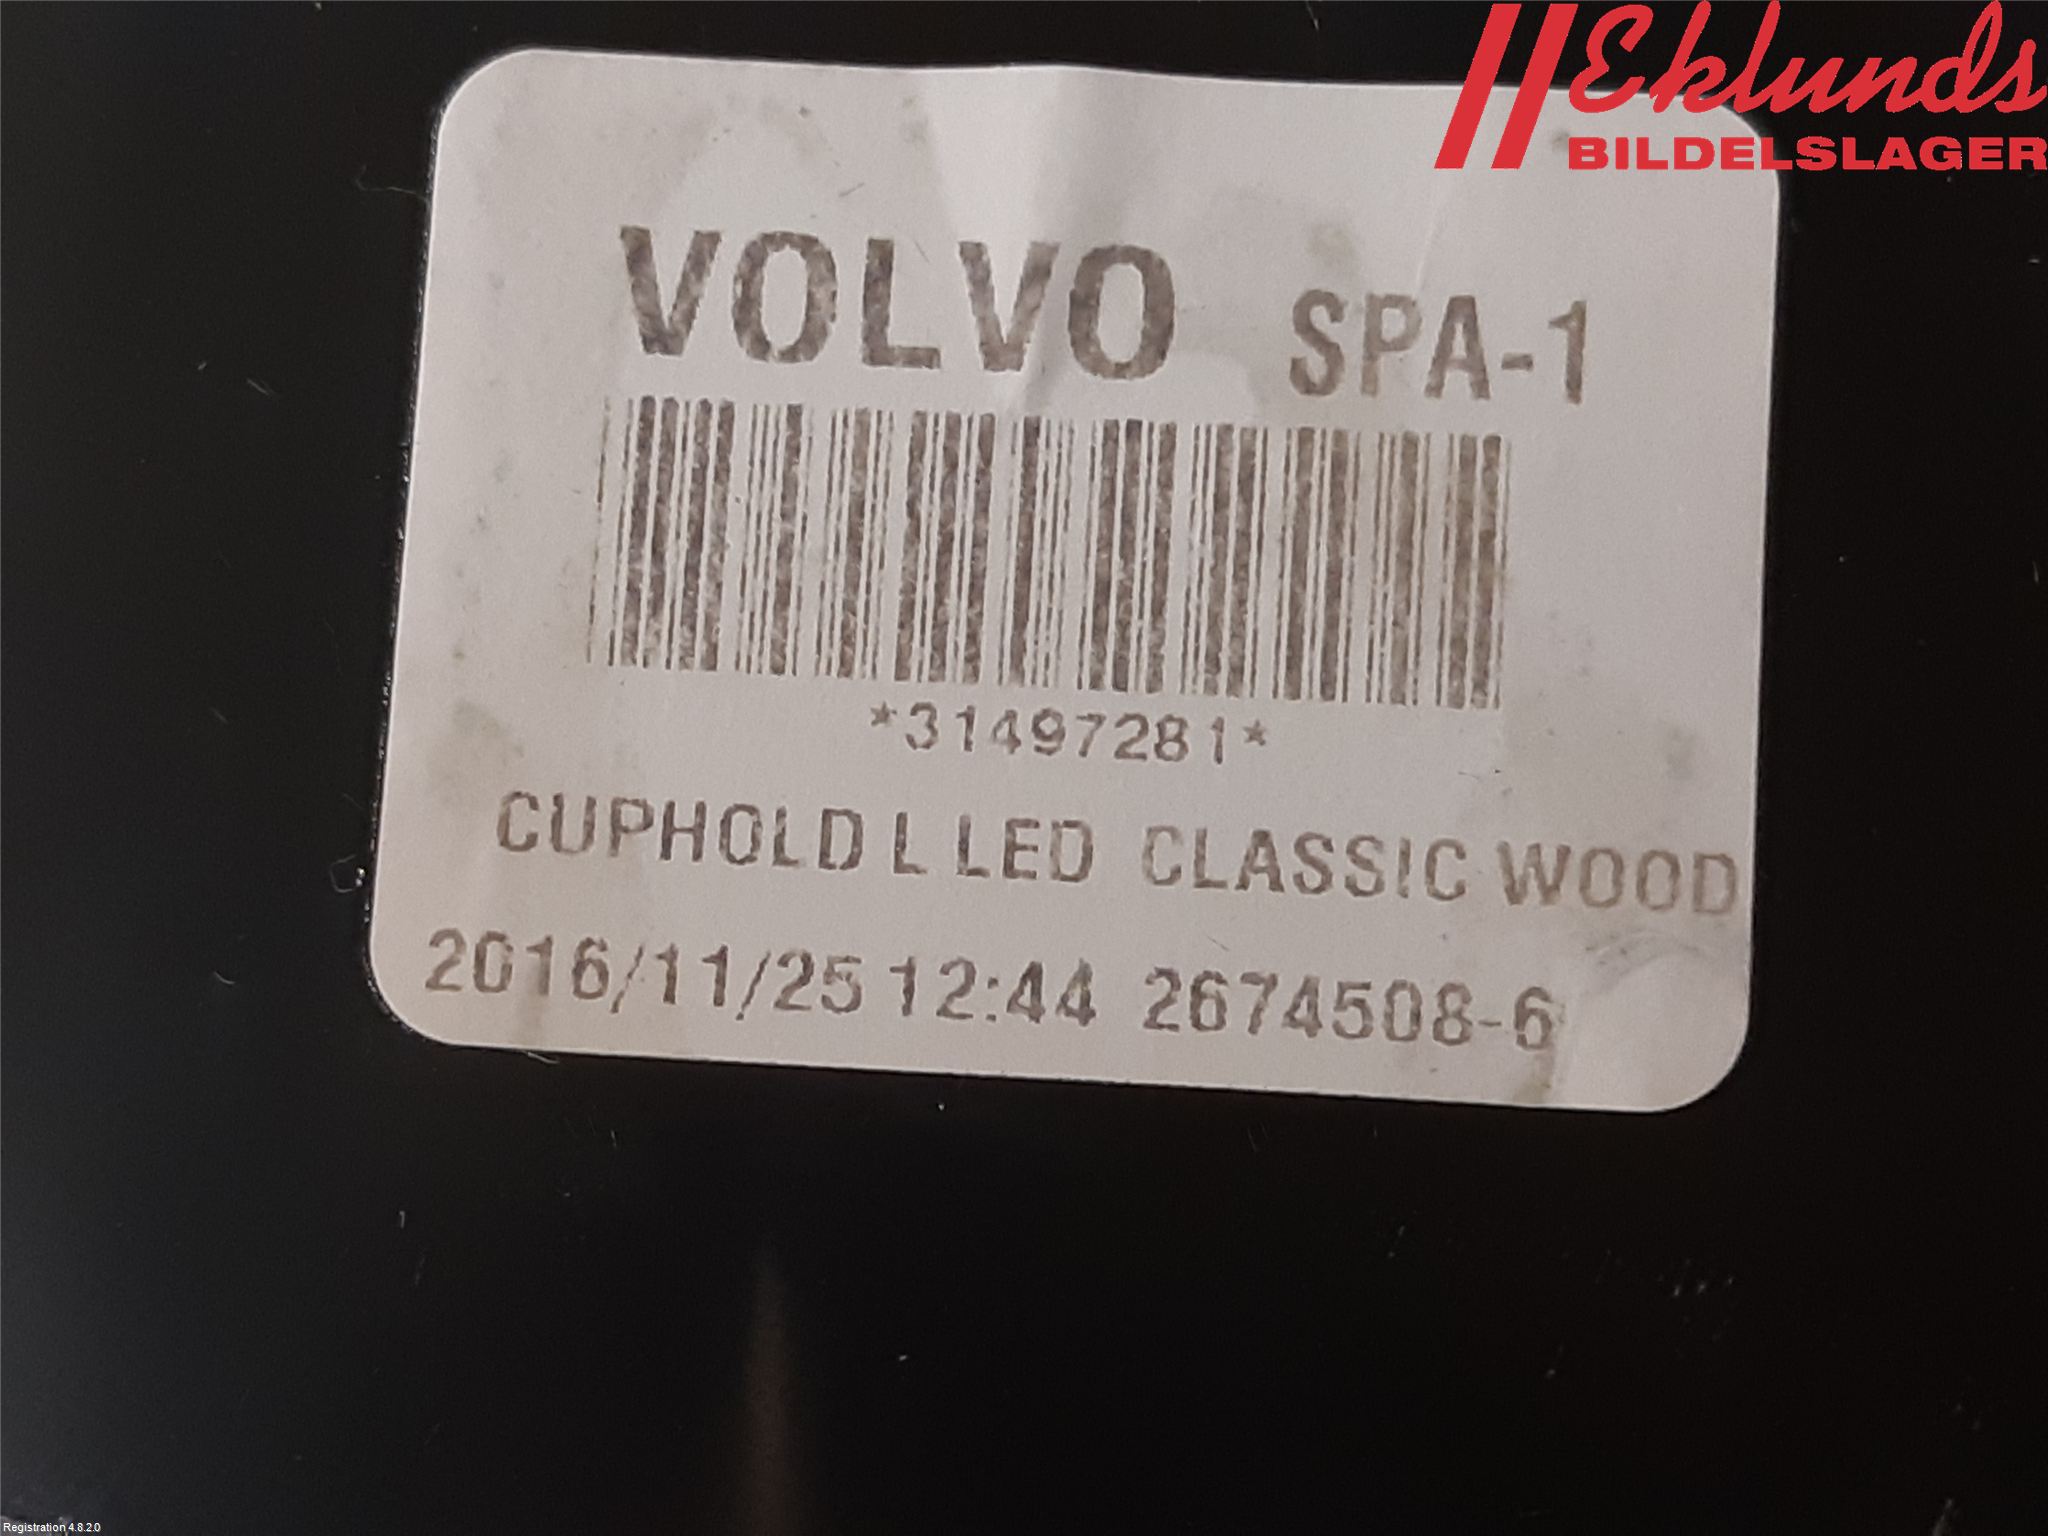 Eklunds
BILDELSLAGER
VOLVO SPA-1
*31497281*
CUPHOLD L LED CLASSIC WOOD
2016/11/25 12:44 2674508-6
Registration 4.8.2.0